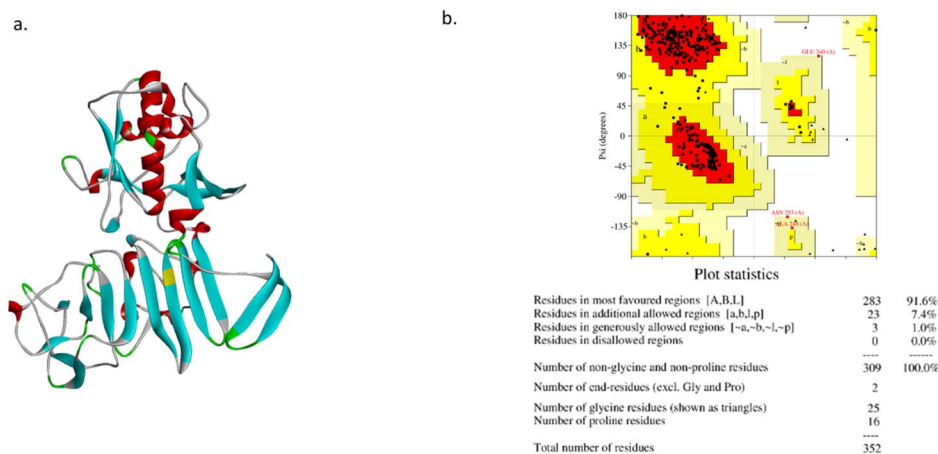 a.
b.
180
135
90
45
0
-45
-90
-135
Psi (degrees)
b
~b
~b
b
GLU 340 (A)
~l
l
a
~a
ASN 293 (A)
b
~b
p
~b
Plot statistics
Residues in most favoured regions [A,B,L] 283 91.6%
Residues in additional allowed regions [a,b,l,p] 23 7.4%
Residues in generously allowed regions [~a,~b,~l,~p] 3 1.0%
Residues in disallowed regions 0 0.0%
---- ------
Number of non-glycine and non-proline residues 309 100.0%
Number of end-residues (excl. Gly and Pro) 2
Number of glycine residues (shown as triangles) 25
Number of proline residues 16
----
Total number of residues 352